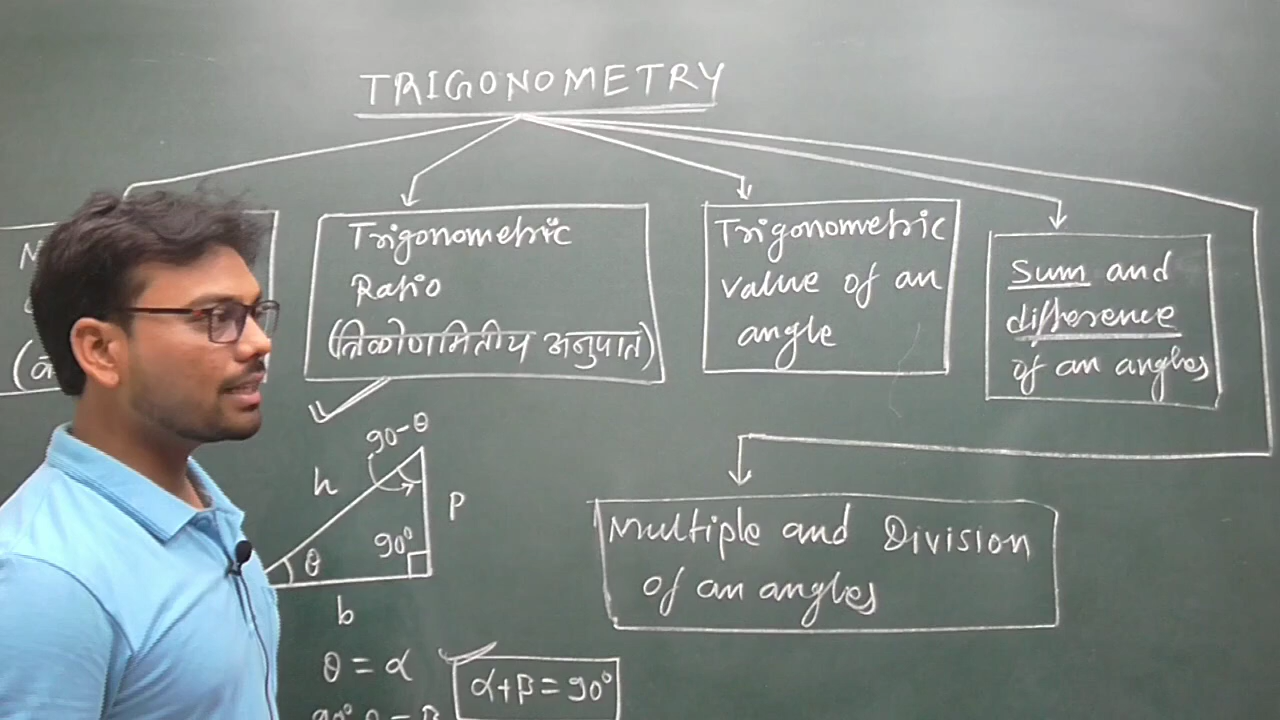 TRIGONOMETRY
Trigonometric
Ratio
(त्रिकोणमितीय अनुपात)
Trigonometric
value of an
angle
Sum and
difference
of an angles
Multiple and Division
of an angles
90-θ
h
P
90°
θ
b
θ = α
α+β=90°